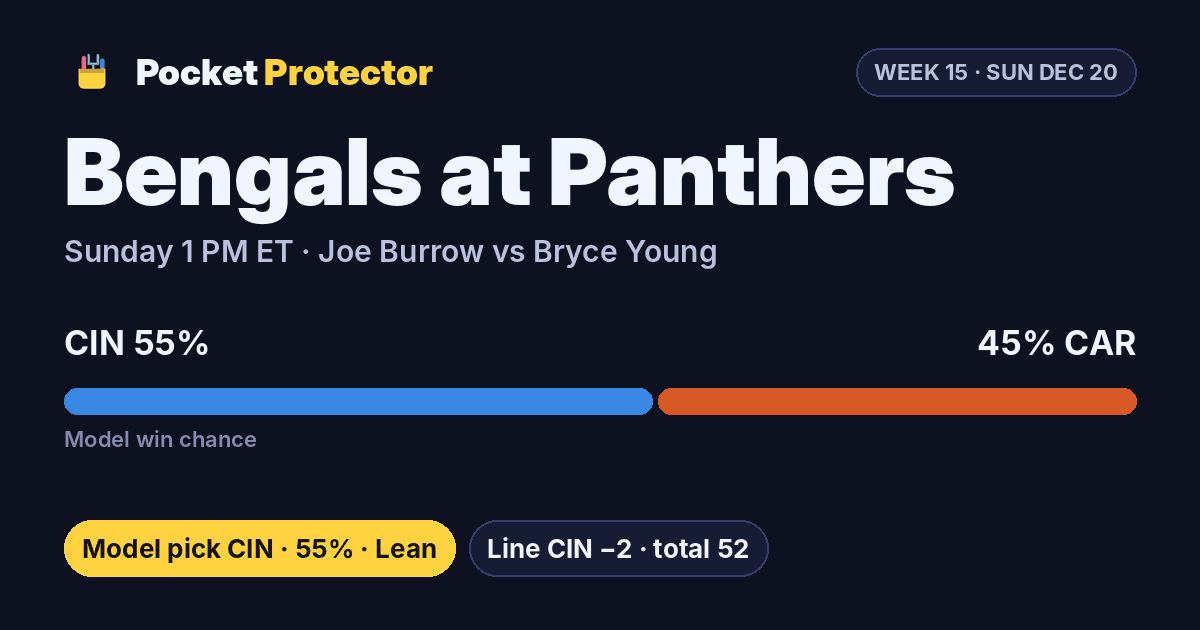 Pocket Protector
WEEK 15 · SUN DEC 20
Bengals at Panthers
Sunday 1 PM ET · Joe Burrow vs Bryce Young
CIN 55%
45% CAR
Model win chance
Model pick CIN · 55% · Lean
Line CIN −2 · total 52